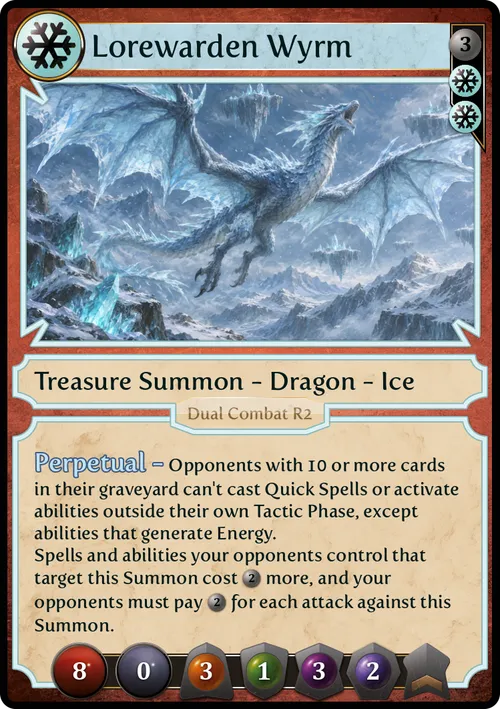 Lorewarden Wyrm
3
Treasure Summon - Dragon - Ice
Dual Combat R2
Perpetual - Opponents with 10 or more cards
in their graveyard can't cast Quick Spells or activate
abilities outside their own Tactic Phase, except
abilities that generate Energy.
Spells and abilities your opponents control that
target this Summon cost 2 more, and your
opponents must pay 2 for each attack against this
Summon.
8* 0* 3 1 3 2